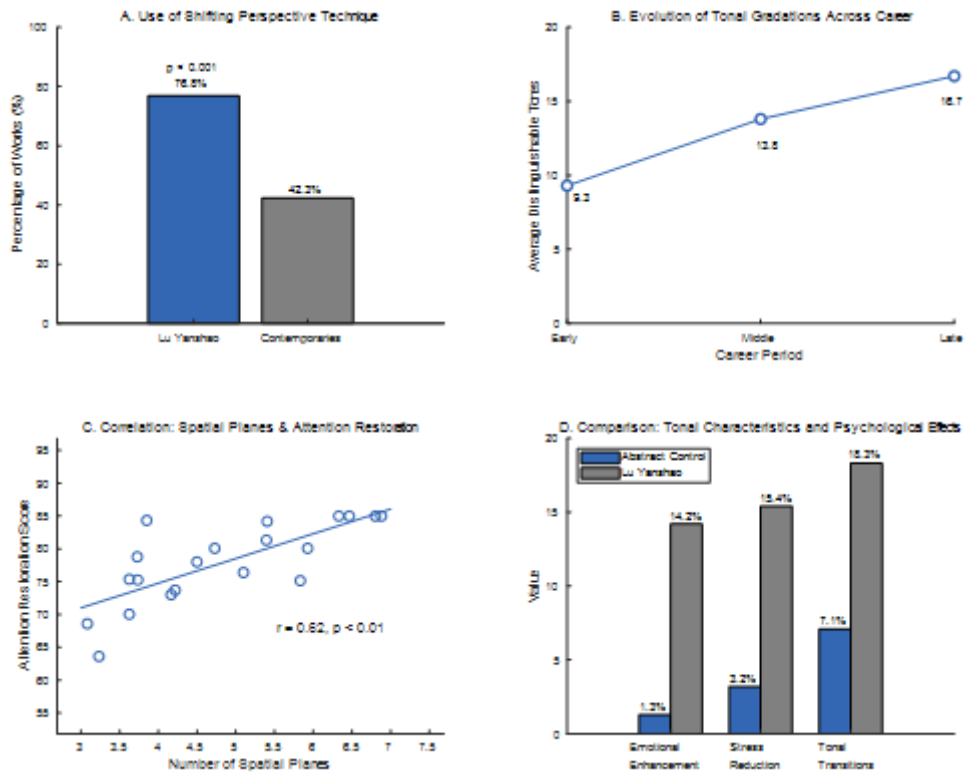 A. Use of Shifting Perspective Technique
Percentage of Works (%)
100
80
60
40
20
0
p < 0.001
76.8%
42.3%
Lu Yanshao
Contemporaries
B. Evolution of Tonal Gradations Across Career
Average Distinguishable Tones
20
15
10
5
0
9.3
13.8
16.7
Early
Middle
Late
Career Period
C. Correlation: Spatial Planes & Attention Restoration
Attention Restoration Score
95
90
85
80
75
70
65
60
55
r = 0.62, p < 0.01
3
3.5
4
4.5
5
5.5
6
6.5
7
7.5
Number of Spatial Planes
D. Comparison: Tonal Characteristics and Psychological Effects
Value
20
15
10
5
0
Abstract Control
Lu Yanshao
1.3%
14.2%
3.2%
15.4%
7.1%
18.3%
Emotional
Enhancement
Stress
Reduction
Tonal
Transitions